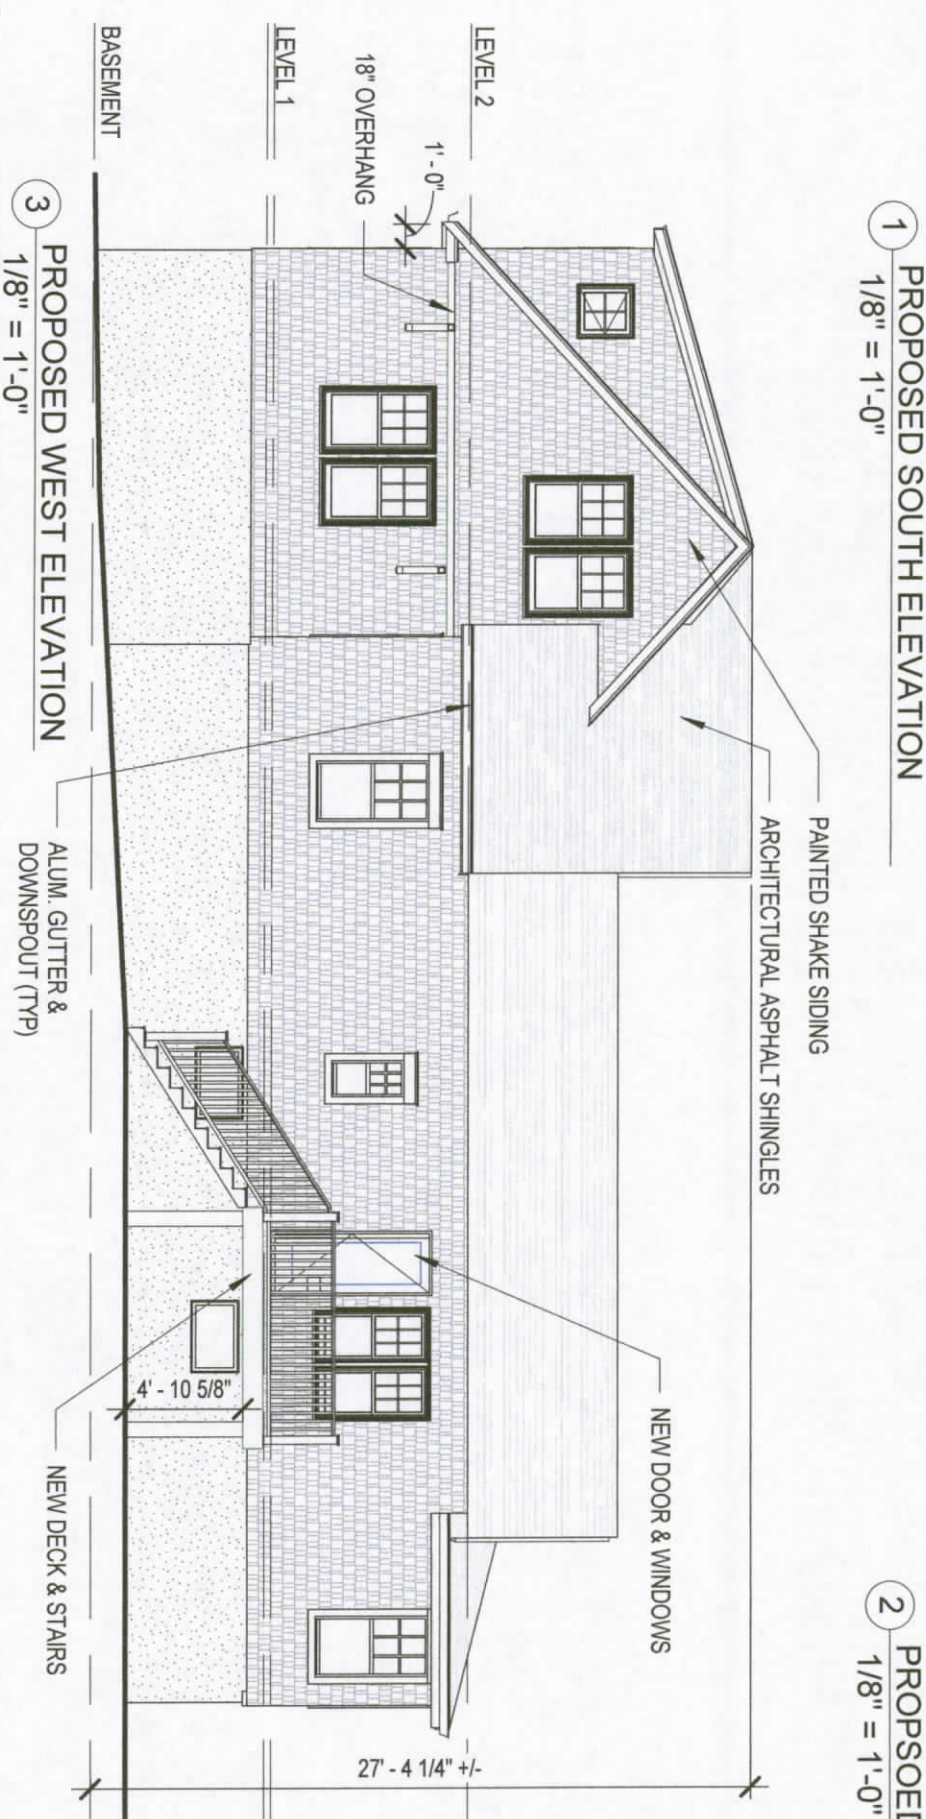 1 PROPOSED SOUTH ELEVATION
1/8" = 1'-0"
2 PROPSOED
1/8" = 1'-0"
PAINTED SHAKE SIDING
ARCHITECTURAL ASPHALT SHINGLES
NEW DOOR & WINDOWS
LEVEL 2
1' - 0"
18" OVERHANG
27' - 4 1/4" +/-
LEVEL 1
4' - 10 5/8"
BASEMENT
ALUM. GUTTER &
DOWNSPOUT (TYP)
NEW DECK & STAIRS
3 PROPOSED WEST ELEVATION
1/8" = 1'-0"